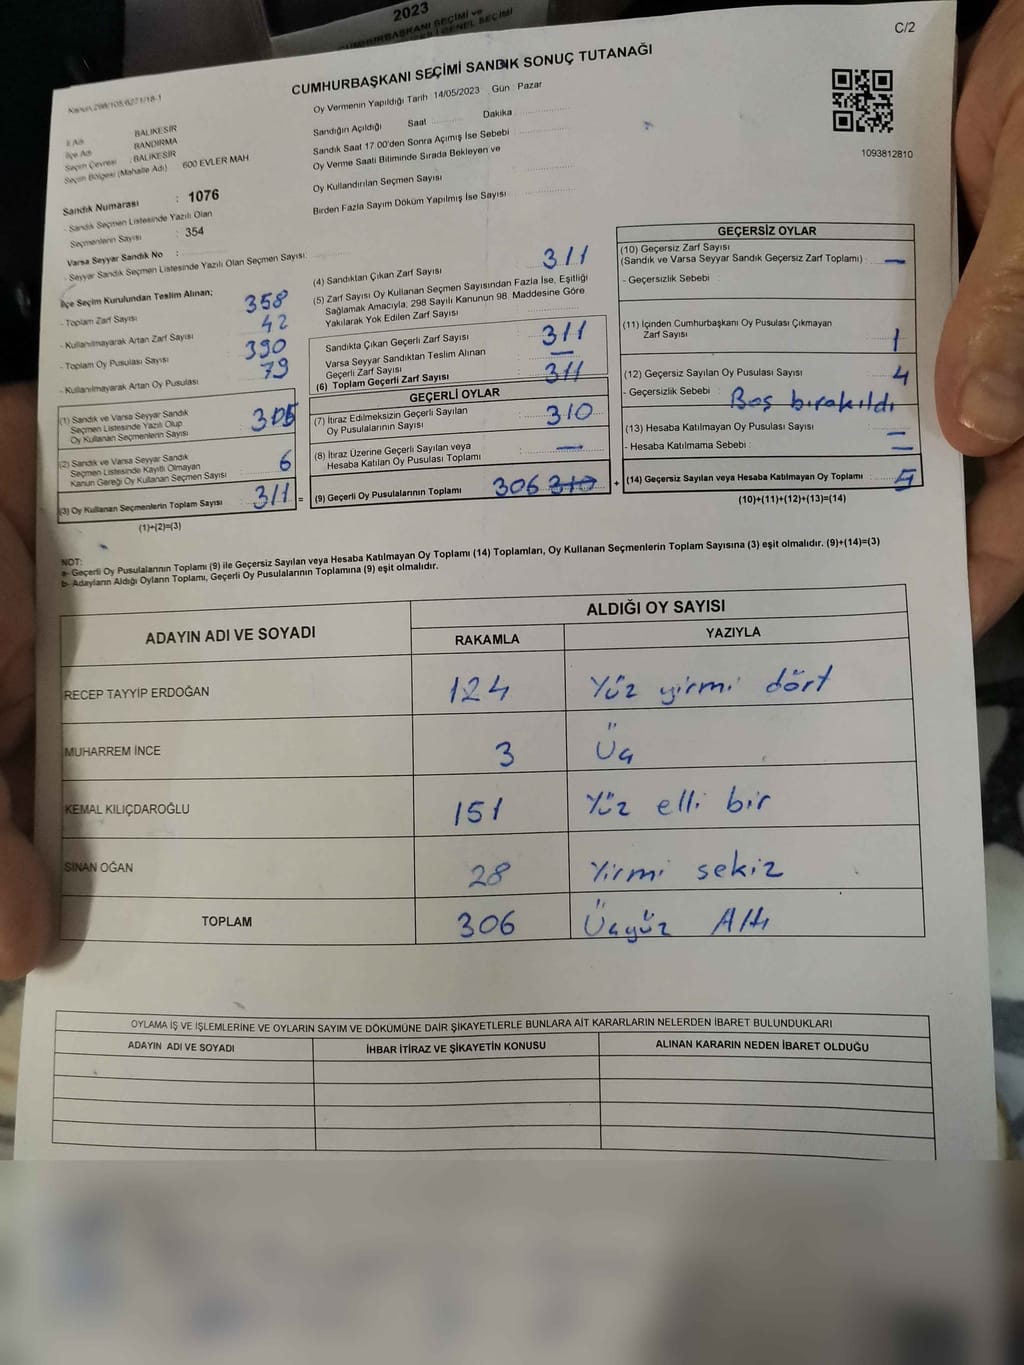 2023
CUMHURBAŞKANI SEÇİMİ ve
GENEL SEÇİMİ
C/2
CUMHURBAŞKANI SEÇİMİ SANDIK SONUÇ TUTANAĞI
Oy Vermenin Yapıldığı Tarih 14/05/2023 Gün : Pazar
Sandığın Açıldığı Saat Dakika
Sandık Saat 17.00'den Sonra Açımış İse Sebebi
Oy Verme Saati Bitiminde Sırada Bekleyen ve
Oy Kullandırılan Seçmen Sayısı
Birden Fazla Sayım Döküm Yapılmış İse Sayısı
1093812810
İl Adı BALIKESİR
İlçe Adı BANDIRMA
Seçim Çevresi : BALIKESİR
Seçim Bölgesi (Mahalle Adı) 600 EVLER MAH
Sandık Numarası : 1076
- Sandık Seçmen Listesinde Yazılı Olan
Seçmenlerin Sayısı : 354
Varsa Seyyar Sandık No :
- Seyyar Sandık Seçmen Listesinde Yazılı Olan Seçmen Sayısı:
İlçe Seçim Kurulundan Teslim Alınan;
- Toplam Zarf Sayısı 358
- Kullanılmayarak Artan Zarf Sayısı 42
- Toplam Oy Pusulası Sayısı 390
- Kullanılmayarak Artan Oy Pusulası 79
(1) Sandık ve Varsa Seyyar Sandık
Seçmen Listesinde Yazılı Olup
Oy Kullanan Seçmenlerin Sayısı 305
(2) Sandık ve Varsa Seyyar Sandık
Seçmen Listesinde Kayıtlı Olmayan
Kanun Gereği Oy Kullanan Seçmen Sayısı 6
(3) Oy Kullanan Seçmenlerin Toplam Sayısı 311 =
(1)+(2)=(3)
(4) Sandıktan Çıkan Zarf Sayısı 311
(5) Zarf Sayısı Oy Kullanan Seçmen Sayısından Fazla İse, Eşitliği
Sağlamak Amacıyla, 298 Sayılı Kanunun 98. Maddesine Göre
Yakılarak Yok Edilen Zarf Sayısı
Sandıkta Çıkan Geçerli Zarf Sayısı 311
Varsa Seyyar Sandıktan Teslim Alınan
Geçerli Zarf Sayısı —
(6) Toplam Geçerli Zarf Sayısı 311
GEÇERLİ OYLAR
(7) İtiraz Edilmeksizin Geçerli Sayılan
Oy Pusulalarının Sayısı 310
(8) İtiraz Üzerine Geçerli Sayılan veya
Hesaba Katılan Oy Pusulası Toplamı —
(9) Geçerli Oy Pusulalarının Toplamı 306 310 +
GEÇERSİZ OYLAR
(10) Geçersiz Zarf Sayısı
(Sandık ve Varsa Seyyar Sandık Geçersiz Zarf Toplamı) : —
- Geçersizlik Sebebi :
(11) İçinden Cumhurbaşkanı Oy Pusulası Çıkmayan
Zarf Sayısı 1
(12) Geçersiz Sayılan Oy Pusulası Sayısı 4
- Geçersizlik Sebebi : Boş bırakıldı
(13) Hesaba Katılmayan Oy Pusulası Sayısı —
- Hesaba Katılmama Sebebi : —
(14) Geçersiz Sayılan veya Hesaba Katılmayan Oy Toplamı 5
(10)+(11)+(12)+(13)=(14)
NOT:
a- Geçerli Oy Pusulalarının Toplamı (9) ile Geçersiz Sayılan veya Hesaba Katılmayan Oy Toplamı (14) Toplamları, Oy Kullanan Seçmenlerin Toplam Sayısına (3) eşit olmalıdır. (9)+(14)=(3)
b- Adayların Aldığı Oyların Toplamı, Geçerli Oy Pusulalarının Toplamına (9) eşit olmalıdır.
ADAYIN ADI VE SOYADI ALDIĞI OY SAYISI
RAKAMLA YAZIYLA
RECEP TAYYİP ERDOĞAN 124 Yüz yirmi dört
MUHARREM İNCE 3 Üç
KEMAL KILIÇDAROĞLU 151 Yüz elli bir
SİNAN OĞAN 28 Yirmi sekiz
TOPLAM 306 Üçyüz Altı
OYLAMA İŞ VE İŞLEMLERİNE VE OYLARIN SAYIM VE DÖKÜMÜNE DAİR ŞİKAYETLERLE BUNLARA AİT KARARLARIN NELERDEN İBARET BULUNDUKLARI
ADAYIN ADI VE SOYADI İHBAR İTİRAZ VE ŞİKAYETİN KONUSU ALINAN KARARIN NEDEN İBARET OLDUĞU